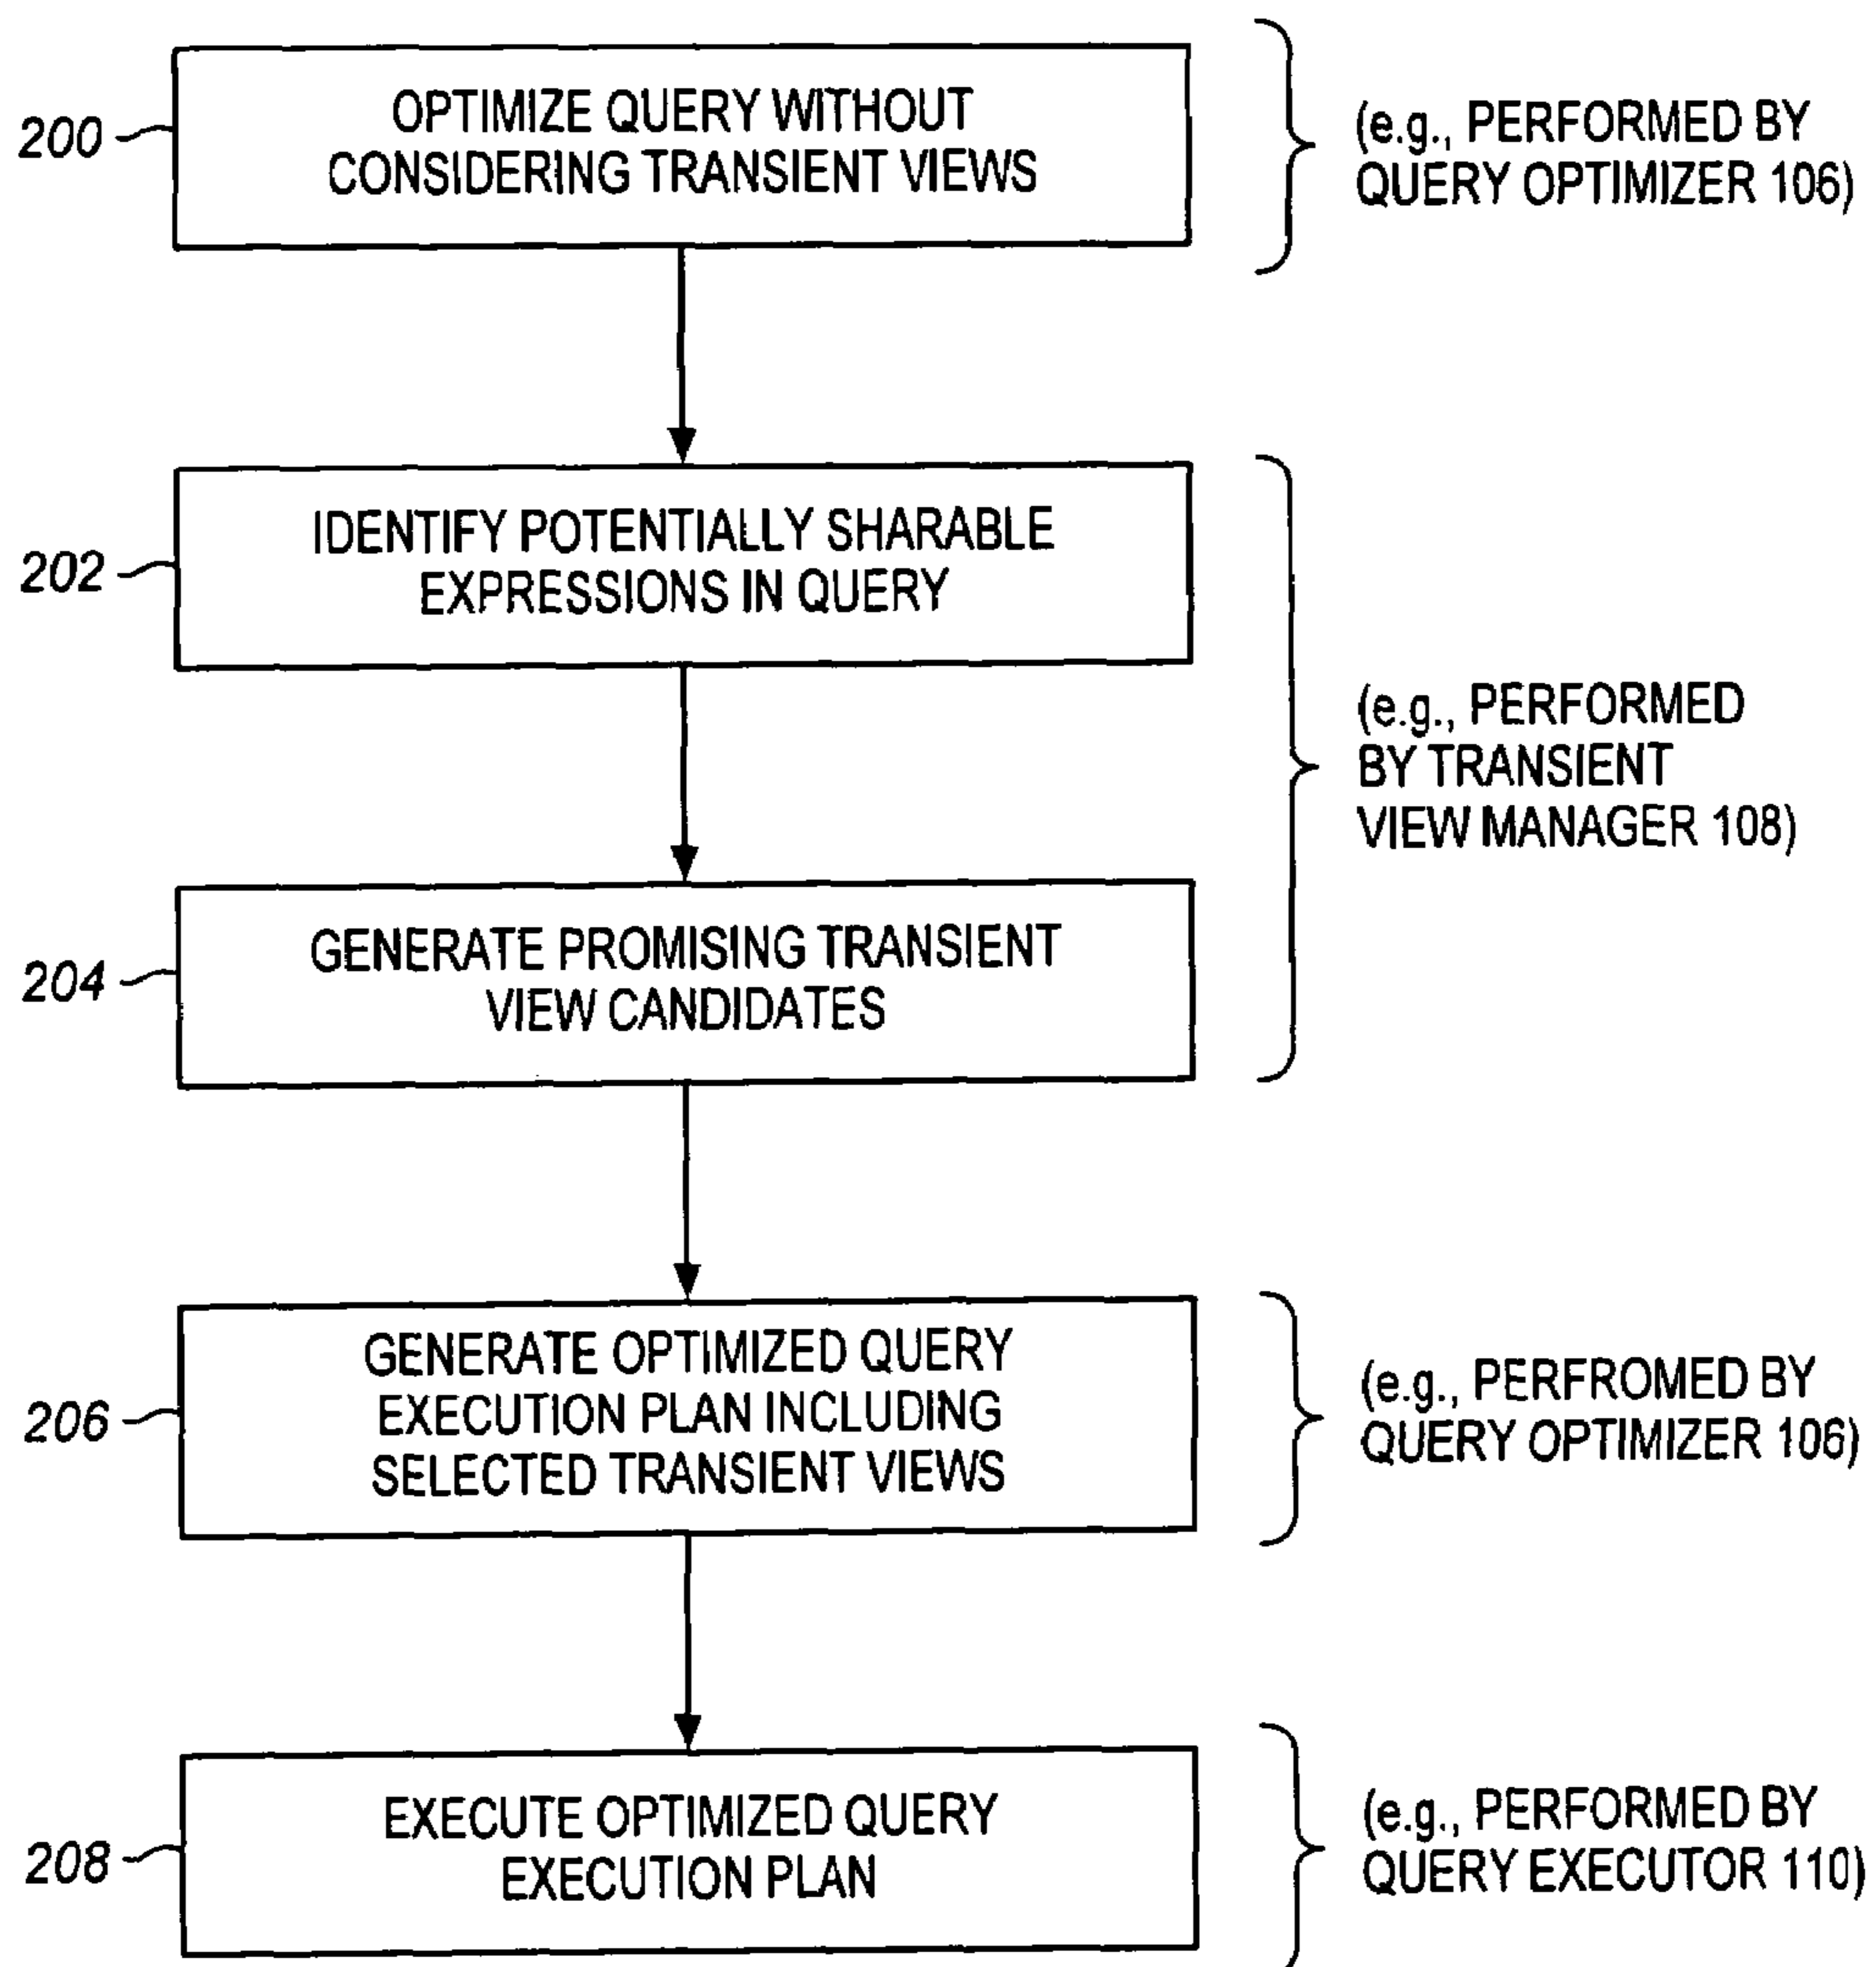 200
OPTIMIZE QUERY WITHOUT
CONSIDERING TRANSIENT VIEWS
(e.g., PERFORMED BY
QUERY OPTIMIZER 106)
202
IDENTIFY POTENTIALLY SHARABLE
EXPRESSIONS IN QUERY
(e.g., PERFORMED
BY TRANSIENT
VIEW MANAGER 108)
204
GENERATE PROMISING TRANSIENT
VIEW CANDIDATES
206
GENERATE OPTIMIZED QUERY
EXECUTION PLAN INCLUDING
SELECTED TRANSIENT VIEWS
(e.g., PERFROMED BY
QUERY OPTIMIZER 106)
208
EXECUTE OPTIMIZED QUERY
EXECUTION PLAN
(e.g., PERFORMED BY
QUERY EXECUTOR 110)